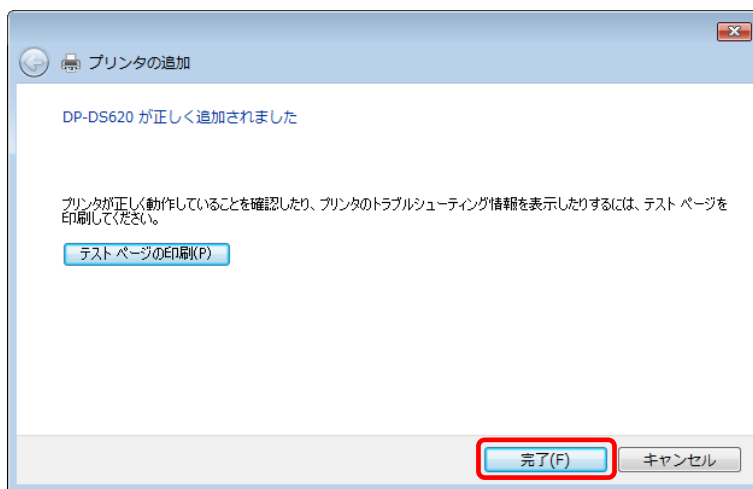 プリンタの追加
DP-DS620 が正しく追加されました
プリンタが正しく動作していることを確認したり、プリンタのトラブルシューティング情報を表示したりするには、テスト ページを
印刷してください。
テスト ページの印刷(P)
完了(F)
キャンセル